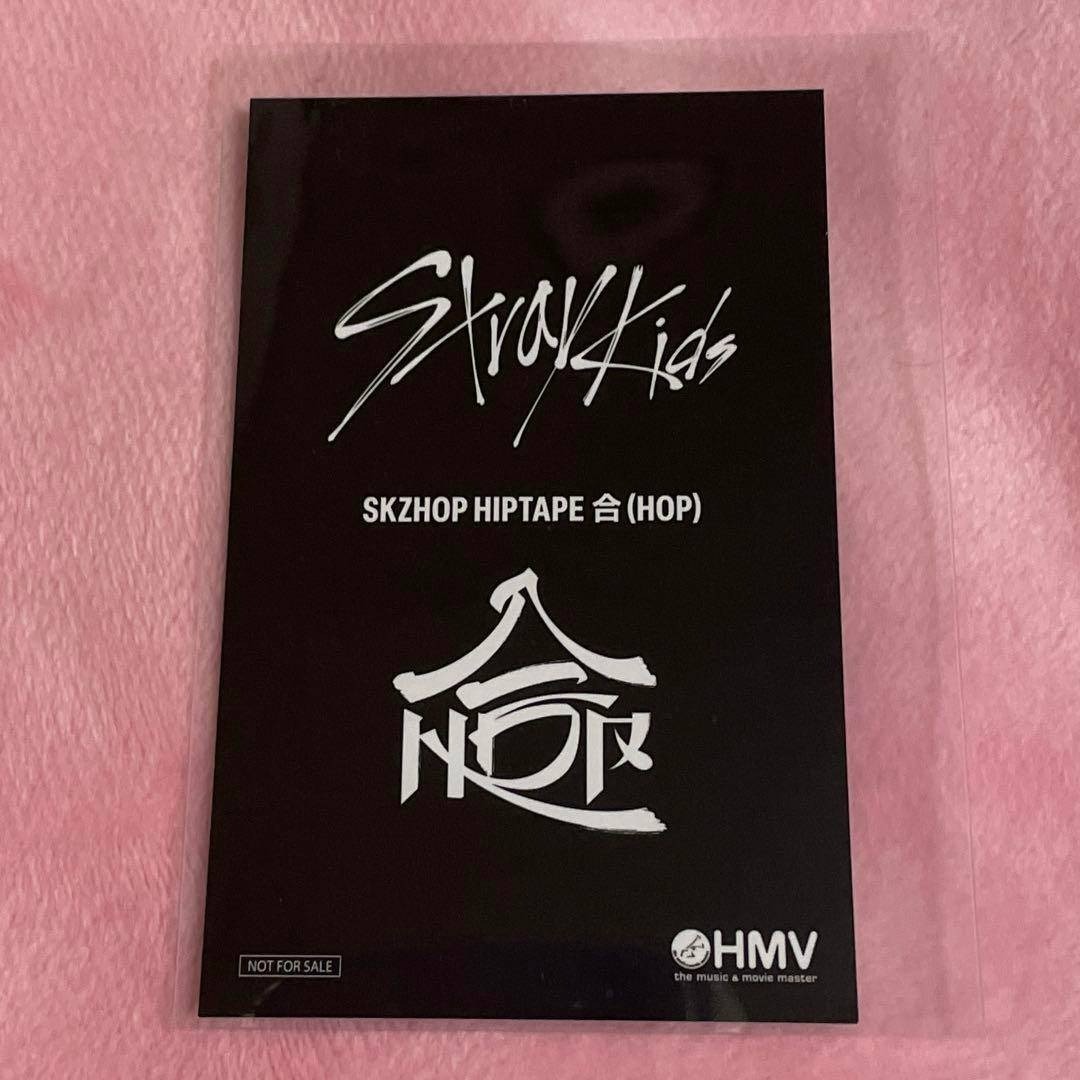 Stray Kids
SKZHOP HIPTAPE 合 (HOP)
合
HOP
NOT FOR SALE
HMV
the music & movie master